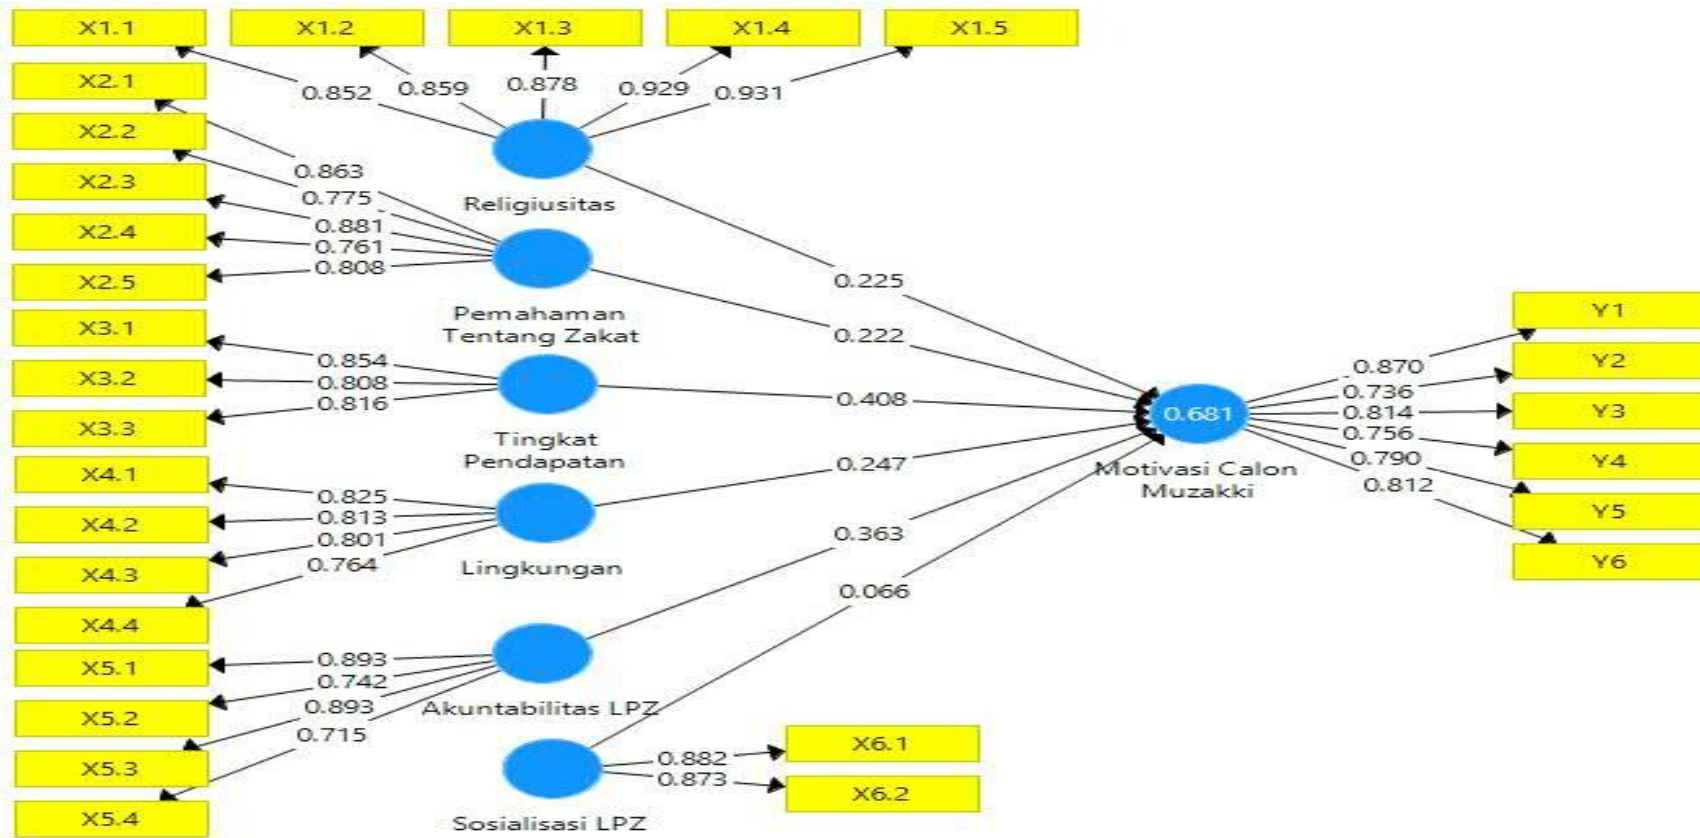 X1.1
X1.2
X1.3
X1.4
X1.5
0.852
0.859
0.878
0.929
0.931
Religiusitas
X2.1
X2.2
X2.3
X2.4
X2.5
0.863
0.775
0.881
0.761
0.808
Pemahaman
Tentang Zakat
X3.1
X3.2
X3.3
0.854
0.808
0.816
Tingkat
Pendapatan
X4.1
X4.2
X4.3
X4.4
0.825
0.813
0.801
0.764
Lingkungan
X5.1
X5.2
X5.3
X5.4
0.893
0.742
0.893
0.715
Akuntabilitas LPZ
X6.1
X6.2
0.882
0.873
Sosialisasi LPZ
0.225
0.222
0.408
0.247
0.363
0.066
0.681
Motivasi Calon
Muzakki
0.870
0.736
0.814
0.756
0.790
0.812
Y1
Y2
Y3
Y4
Y5
Y6